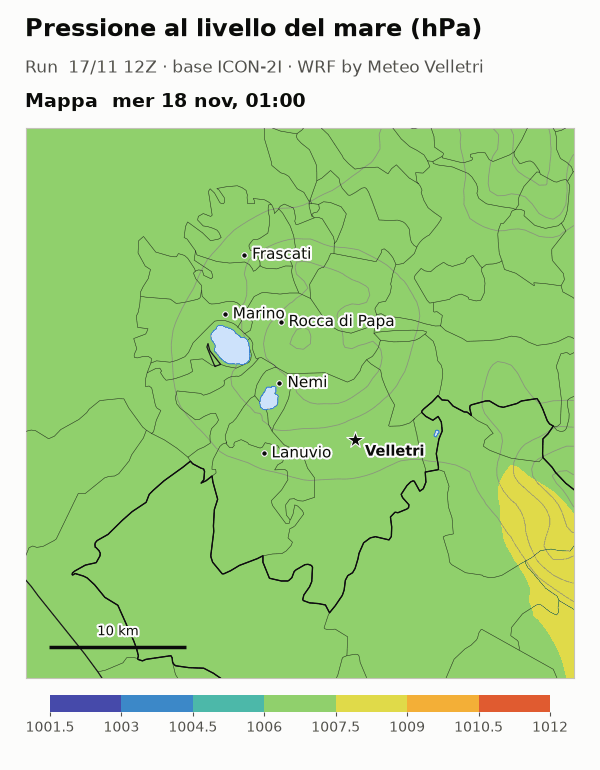 Pressione al livello del mare (hPa)
Run  17/11 12Z · base ICON-2I · WRF by Meteo Velletri
Mappa  mer 18 nov, 01:00
Frascati
Marino
Rocca di Papa
Nemi
Velletri
Lanuvio
10 km
1001.5 1003 1004.5 1006 1007.5 1009 1010.5 1012